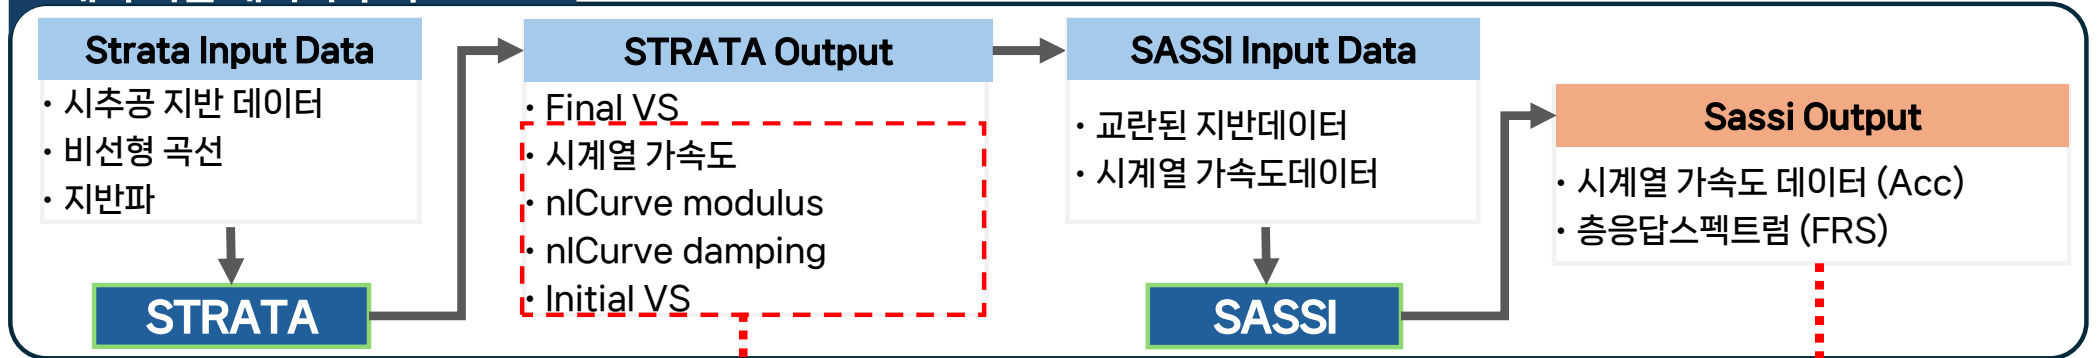 Strata Input Data
· 시추공 지반 데이터
· 비선형 곡선
· 지반파
STRATA
STRATA Output
· Final VS
· 시계열 가속도
· nlCurve modulus
· nlCurve damping
· Initial VS
SASSI Input Data
· 교란된 지반데이터
· 시계열 가속도데이터
SASSI
Sassi Output
· 시계열 가속도 데이터 (Acc)
· 층응답스펙트럼 (FRS)